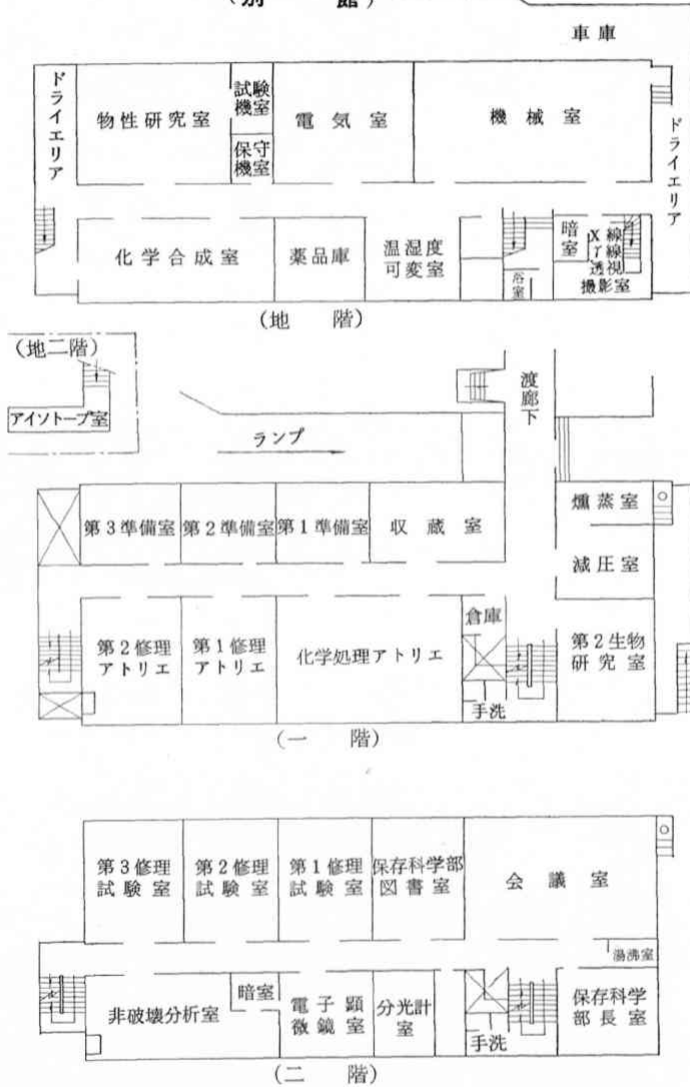 (別 館)
車庫
ドライエリア
物性研究室
試験
機室
保守
機室
電気室
機械室
ドライエリア
化学合成室
薬品庫
温湿度
可変室
浴室
暗室
X線
γ線
透視
撮影室
(地 階)
(地二階)
アイソトープ室
ランプ
渡廊下
第3準備室
第2準備室
第1準備室
収蔵室
燻蒸室
減圧室
第2修理
アトリエ
第1修理
アトリエ
化学処理アトリエ
倉庫
手洗
第2生物
研究室
(一 階)
第3修理
試験室
第2修理
試験室
第1修理
試験室
保存科学部
図書室
会議室
湯沸室
非破壊分析室
暗室
電子顕
微鏡室
分光計
室
手洗
保存科学
部長室
(二 階)